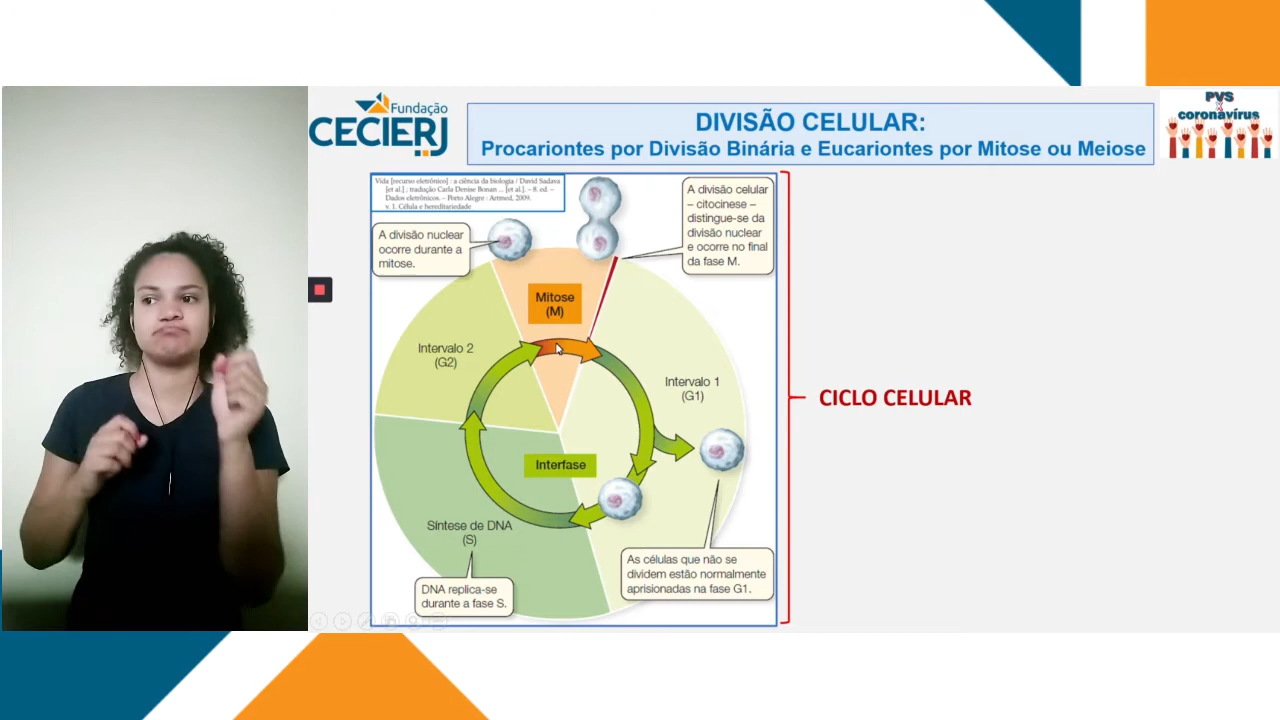 Fundação
CECIERJ
DIVISÃO CELULAR:
Procariontes por Divisão Binária e Eucariontes por Mitose ou Meiose
PVS
coronavírus
Vida [recurso eletrônico] : a ciência da biologia / David Sadava
[et al.] ; tradução Carla Denise Bonan ... [et al.]. – 8. ed. –
Dados eletrônicos. – Porto Alegre : Artmed, 2009.
v. 1. Célula e hereditariedade
A divisão nuclear
ocorre durante a
mitose.
A divisão celular
– citocinese –
distingue-se da
divisão nuclear
e ocorre no final
da fase M.
Mitose
(M)
Intervalo 2
(G2)
Intervalo 1
(G1)
Interfase
Síntese de DNA
(S)
DNA replica-se
durante a fase S.
As células que não se
dividem estão normalmente
aprisionadas na fase G1.
CICLO CELULAR